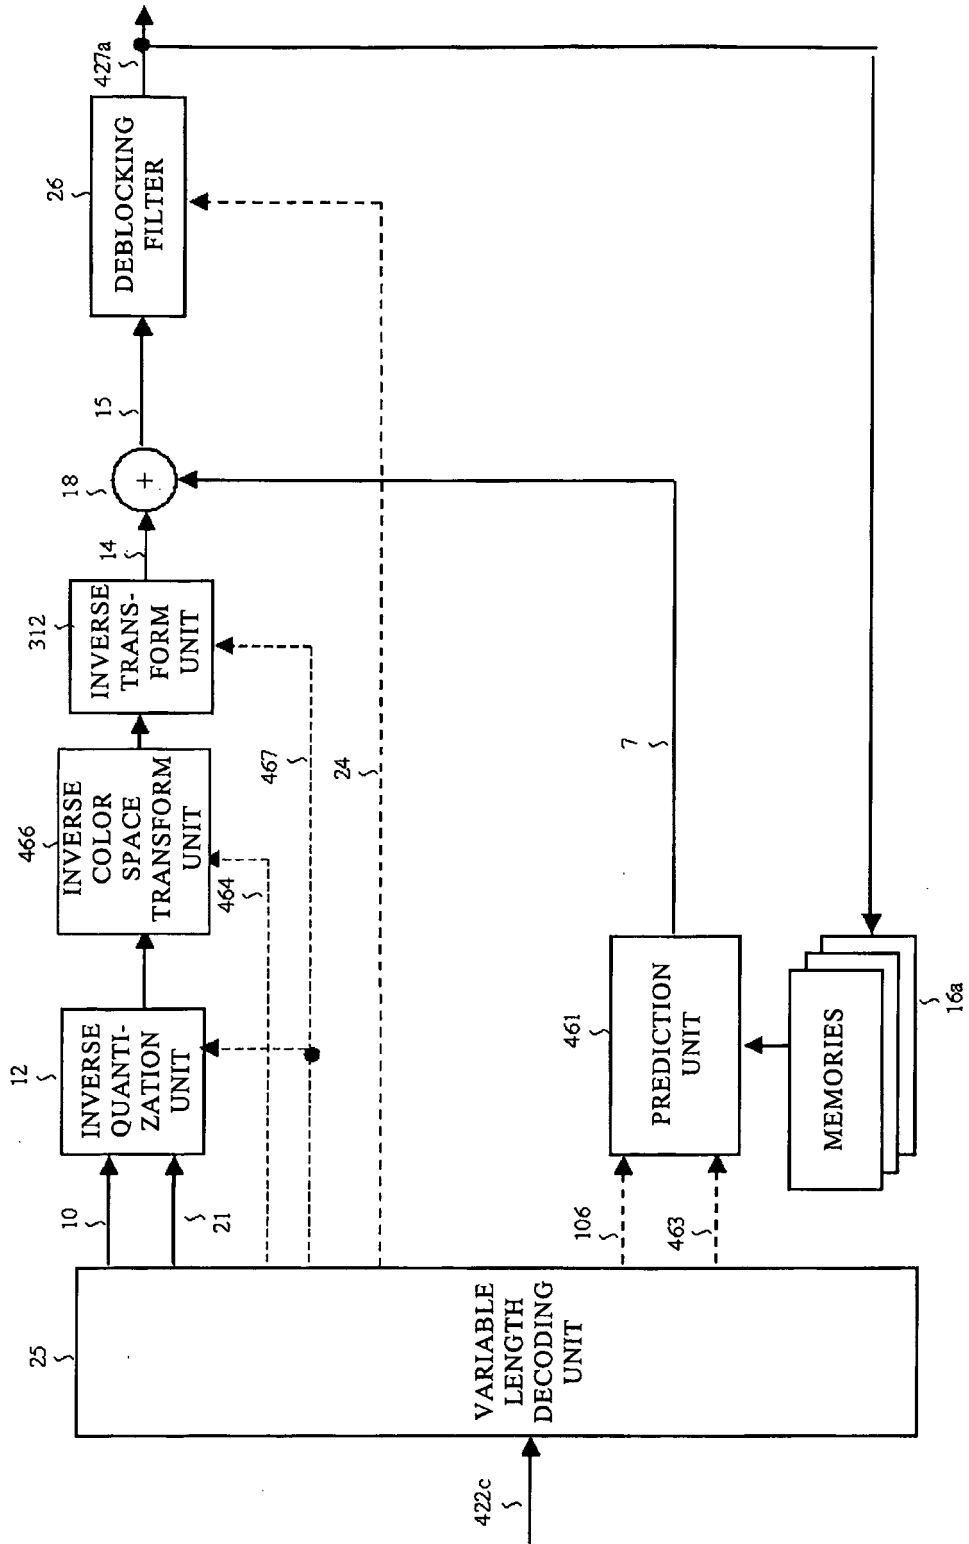 422c
25
VARIABLE
LENGTH
DECODING
UNIT
10
21
12
INVERSE
QUANTI-
ZATION
UNIT
464
466
INVERSE
COLOR
SPACE
TRANSFORM
UNIT
467
24
312
INVERSE
TRANS-
FORM
UNIT
14
18
+
15
26
DEBLOCKING
FILTER
427a
106
463
461
PREDICTION
UNIT
7
MEMORIES
16a